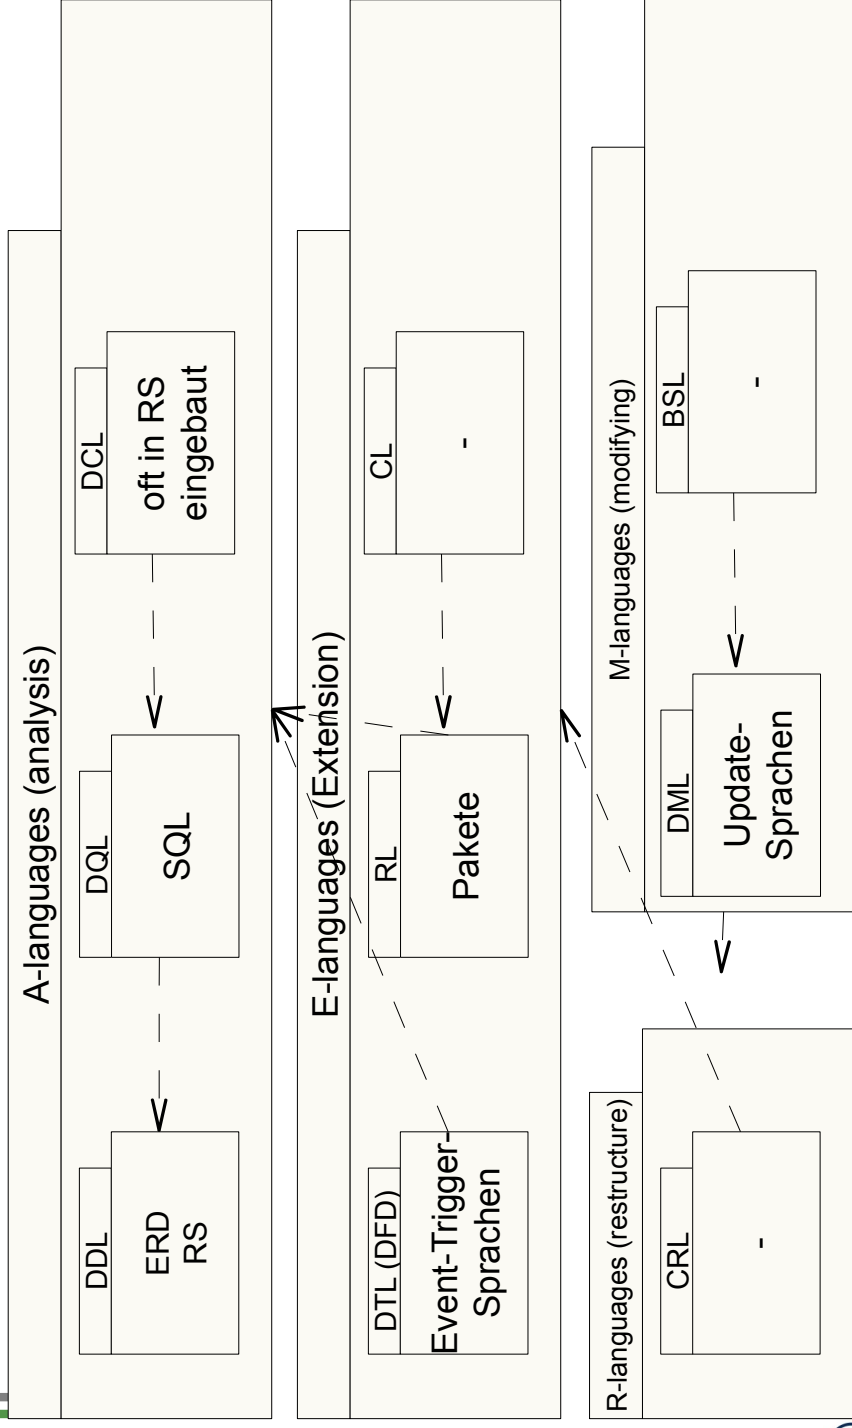 A-languages (analysis)
DDL
ERD
RS
DQL
SQL
DCL
oft in RS
eingebaut
E-languages (Extension)
DTL (DFD)
Event-Trigger-
Sprachen
RL
Pakete
CL
-
R-languages (restructure)
CRL
-
M-languages (modifying)
DML
Update-
Sprachen
BSL
-